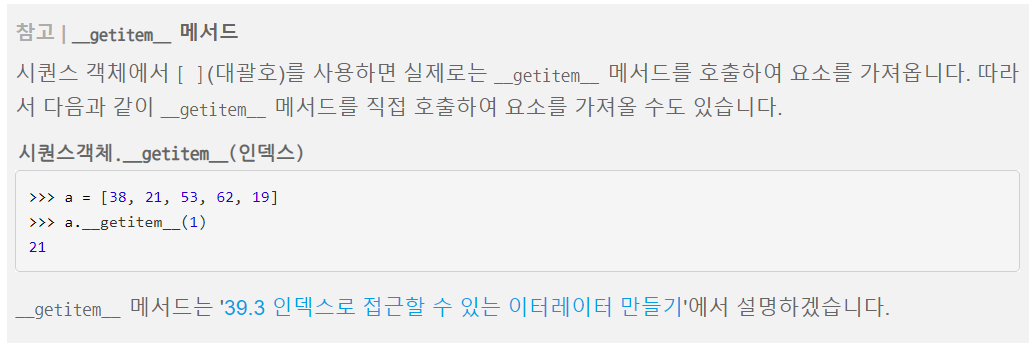 참고 | __getitem__ 메서드
시퀀스 객체에서 [ ](대괄호)를 사용하면 실제로는 __getitem__ 메서드를 호출하여 요소를 가져옵니다. 따라
서 다음과 같이 __getitem__ 메서드를 직접 호출하여 요소를 가져올 수도 있습니다.
시퀀스객체.__getitem__(인덱스)
>>> a = [38, 21, 53, 62, 19]
>>> a.__getitem__(1)
21
__getitem__ 메서드는 '39.3 인덱스로 접근할 수 있는 이터레이터 만들기'에서 설명하겠습니다.